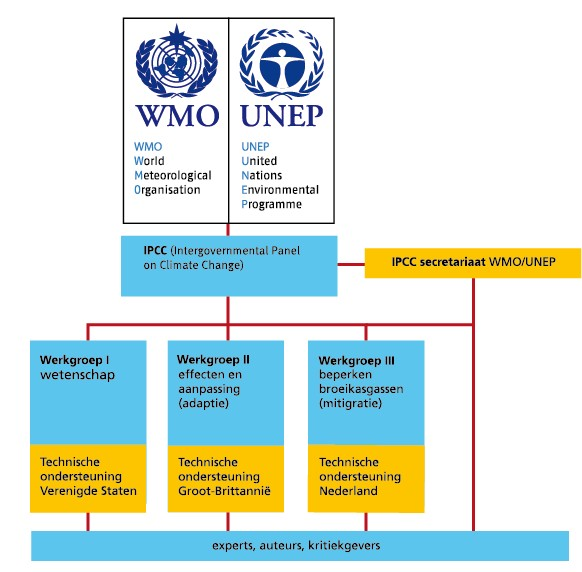 WMO
UNEP
WMO
World
Meteorological
Organisation
UNEP
United
Nations
Environmental
Programme
IPCC (Intergovernmental Panel
on Climate Change)
IPCC secretariaat WMO/UNEP
Werkgroep I
wetenschap
Werkgroep II
effecten en
aanpassing
(adaptie)
Werkgroep III
beperken
broeikasgassen
(mitigratie)
Technische
ondersteuning
Verenigde Staten
Technische
ondersteuning
Groot-Brittannië
Technische
ondersteuning
Nederland
experts, auteurs, kritiekgevers